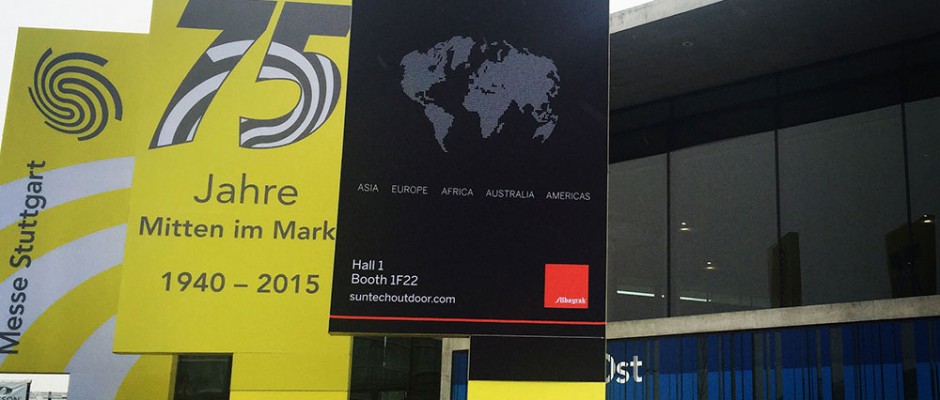 Messe Stuttgart
75
Jahre
Mitten im Mark
1940 – 2015
ASIA EUROPE AFRICA AUSTRALIA AMERICAS
Hall 1
Booth 1F22
suntechoutdoor.com
Ost